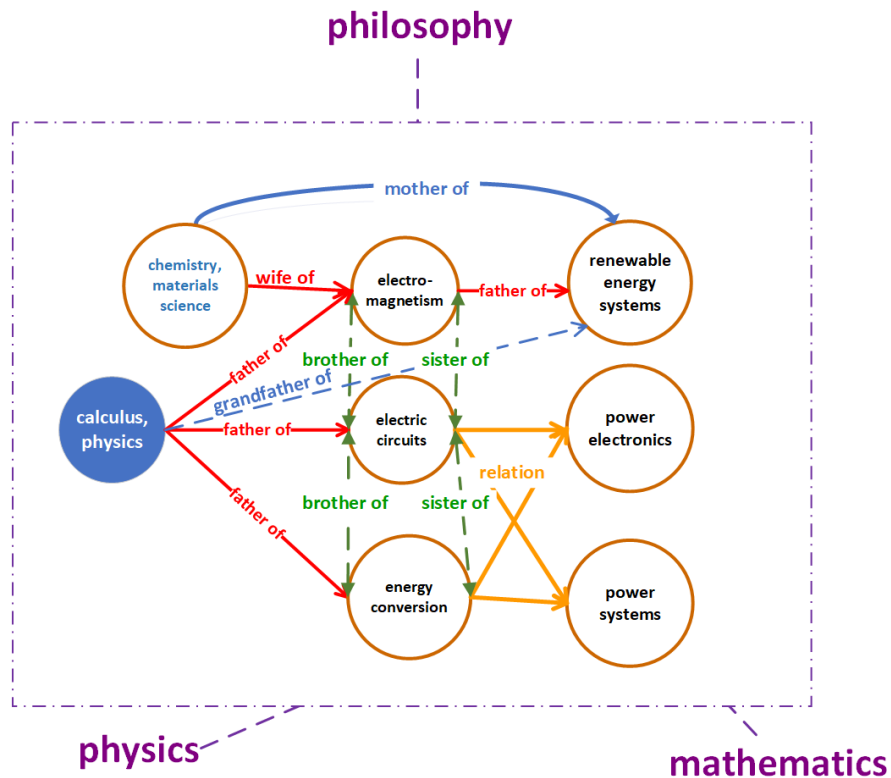 philosophy
mother of
chemistry,
materials
science
wife of
electro-
magnetism
father of
renewable
energy
systems
father of
brother of
sister of
grandfather of
calculus,
physics
father of
electric
circuits
power
electronics
relation
father of
brother of
sister of
energy
conversion
power
systems
physics
mathematics